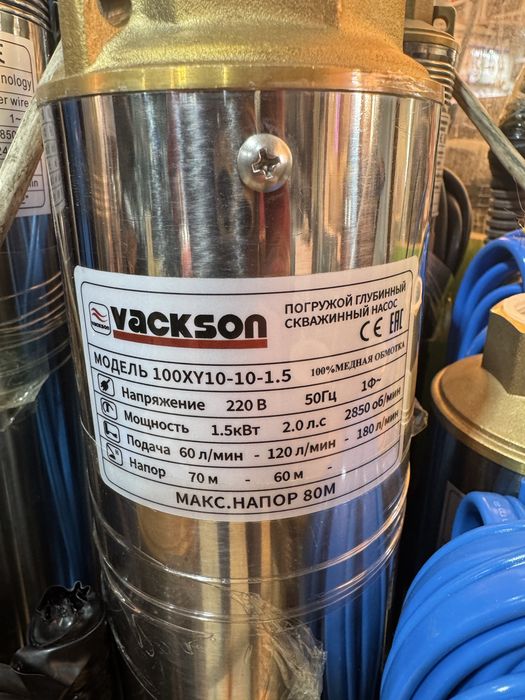 VACKSON
ПОГРУЖОЙ ГЛУБИННЫЙ
СКВАЖИННЫЙ НАСОС
CE EAC
МОДЕЛЬ 100XY10-10-1.5 100%МЕДНАЯ ОБМОТКА
Напряжение 220 В 50Гц 1Ф~
Мощность 1.5кВт 2.0 л.с 2850 об/мин
Подача 60 л/мин - 120 л/мин - 180 л/мин
Напор 70 м - 60 м -
МАКС.НАПОР 80М